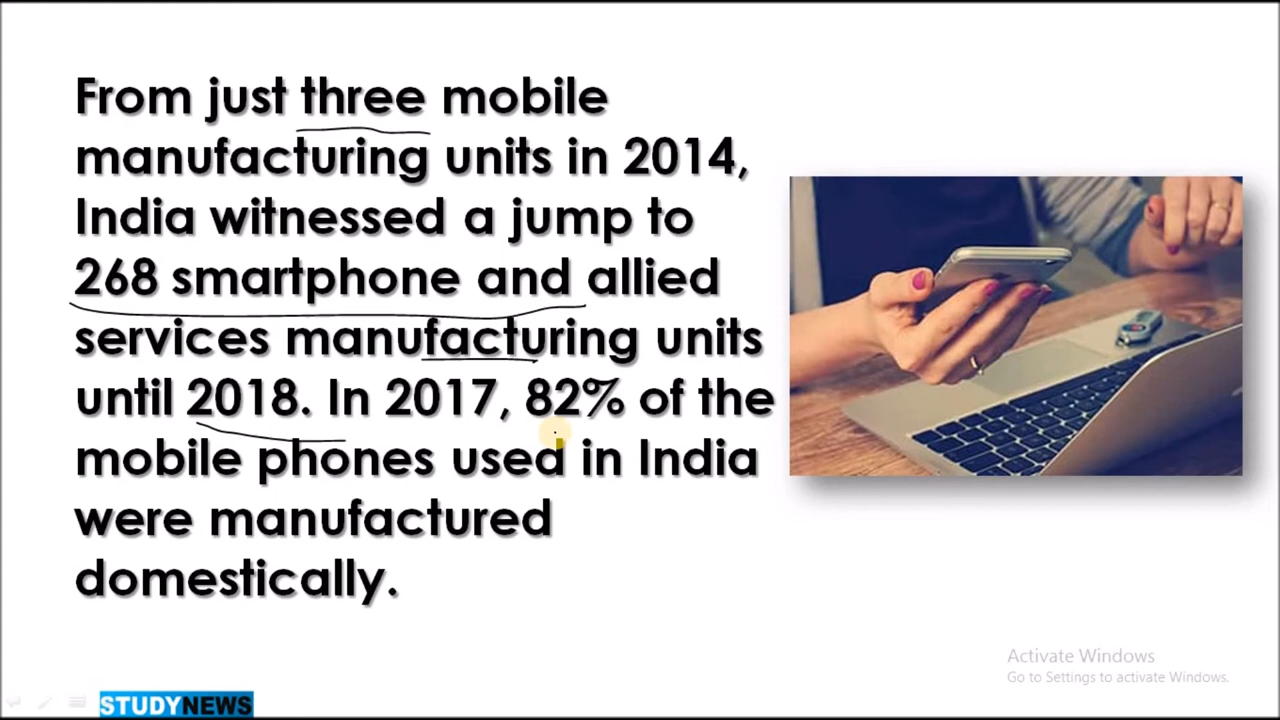 From just three mobile
manufacturing units in 2014,
India witnessed a jump to
268 smartphone and allied
services manufacturing units
until 2018. In 2017, 82% of the
mobile phones used in India
were manufactured
domestically.
Activate Windows
Go to Settings to activate Windows.
STUDYNEWS